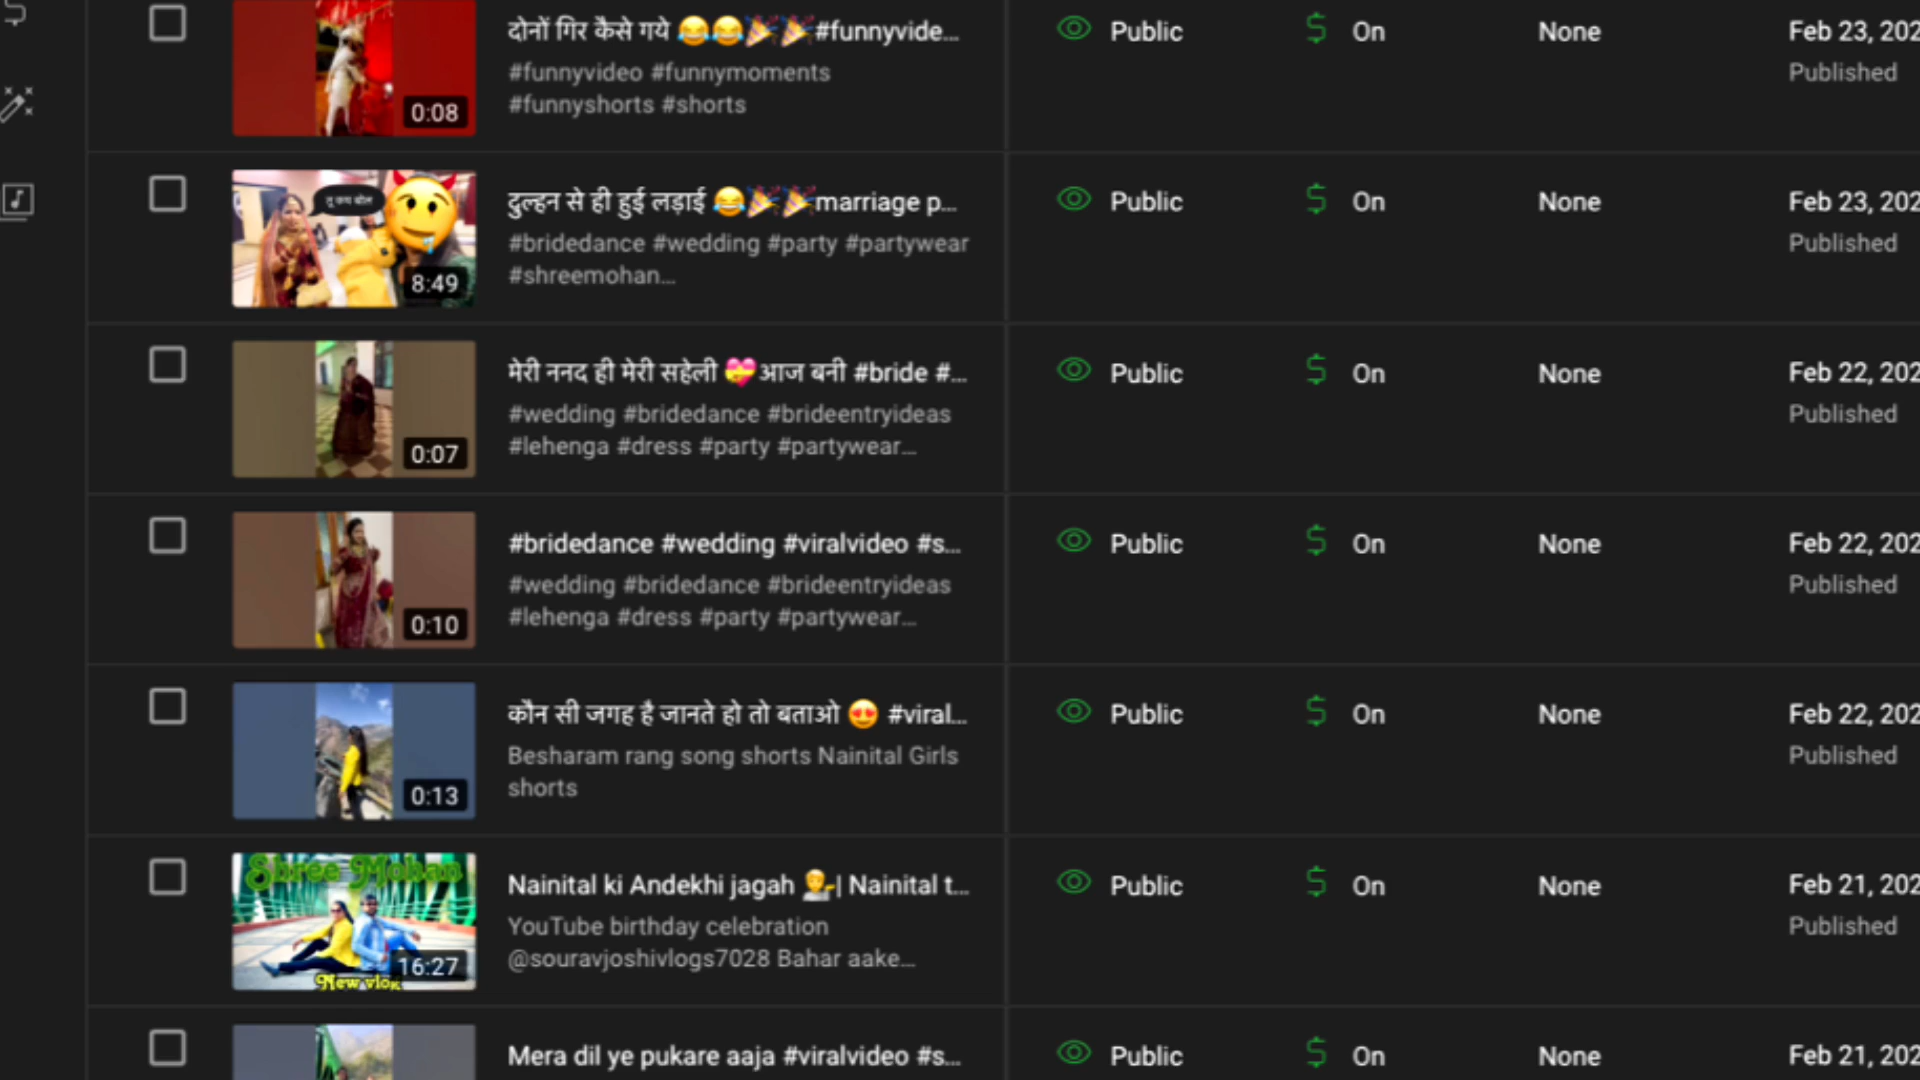 दोनों गिर कैसे गये 😂😂🎉🎉#funnyvide...
#funnyvideo #funnymoments
#funnyshorts #shorts
0:08
Public
On
None
Feb 23, 202
Published
दुल्हन से ही हुई लड़ाई 😂🎉🎉marriage p...
#bridedance #wedding #party #partywear
#shreemohan...
8:49
Public
On
None
Feb 23, 202
Published
मेरी ननद ही मेरी सहेली 💝आज बनी #bride #...
#wedding #bridedance #brideentryideas
#lehenga #dress #party #partywear...
0:07
Public
On
None
Feb 22, 202
Published
#bridedance #wedding #viralvideo #s...
#wedding #bridedance #brideentryideas
#lehenga #dress #party #partywear...
0:10
Public
On
None
Feb 22, 202
Published
कौन सी जगह है जानते हो तो बताओ 😍 #viral...
Besharam rang song shorts Nainital Girls
shorts
0:13
Public
On
None
Feb 22, 202
Published
Shree Mohan
New vlog
16:27
Nainital ki Andekhi jagah 💁| Nainital t...
YouTube birthday celebration
@souravjoshivlogs7028 Bahar aake...
Public
On
None
Feb 21, 202
Published
Mera dil ye pukare aaja #viralvideo #s...
Public
On
None
Feb 21, 202